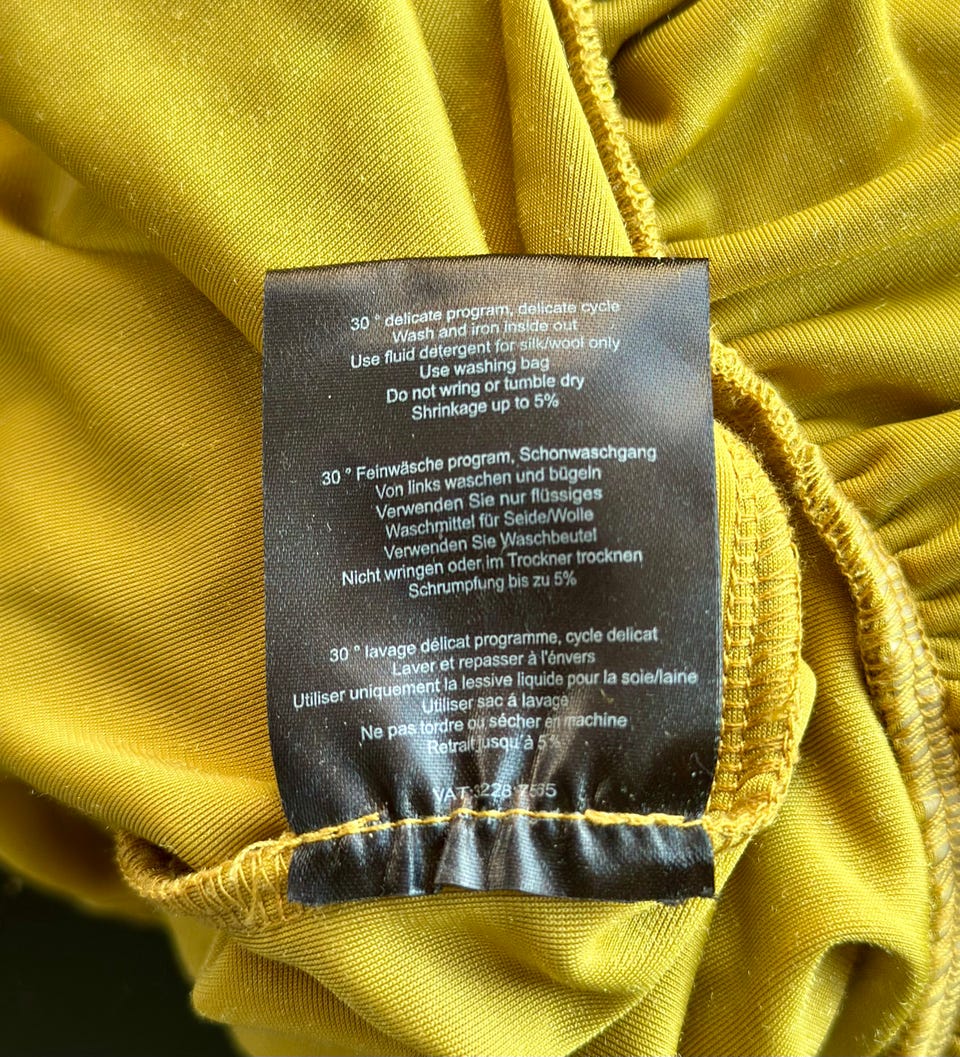 30 ° delicate program, delicate cycle
Wash and iron inside out
Use fluid detergent for silk/wool only
Use washing bag
Do not wring or tumble dry
Shrinkage up to 5%
30 ° Feinwäsche program, Schonwaschgang
Von links waschen und bügeln
Verwenden Sie nur flüssiges
Waschmittel für Seide/Wolle
Verwenden Sie Waschbeutel
Nicht wringen oder im Trockner trocknen
Schrumpfung bis zu 5%
30 ° lavage délicat programme, cycle delicat
Laver et repasser à l'énvers
Utiliser uniquement la lessive liquide pour la soie/laine
Utiliser sac á lavage
Ne pas tordre ou sécher en machine
Retrait jusqu'à 5%
VAT